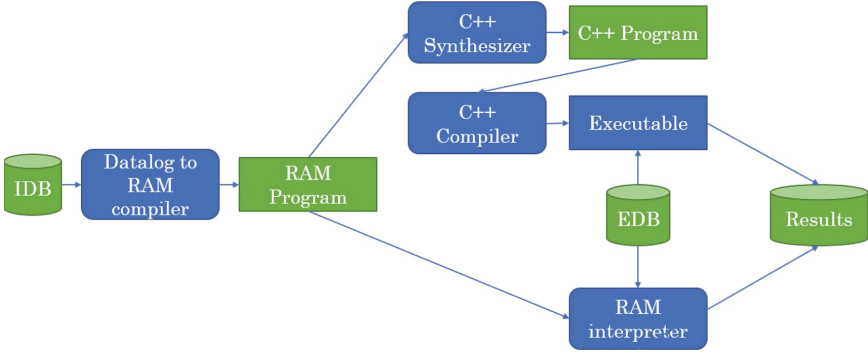 C++
Synthesizer
C++ Program
C++
Compiler
Executable
IDB
Datalog to
RAM
compiler
RAM
Program
EDB
Results
RAM
interpreter